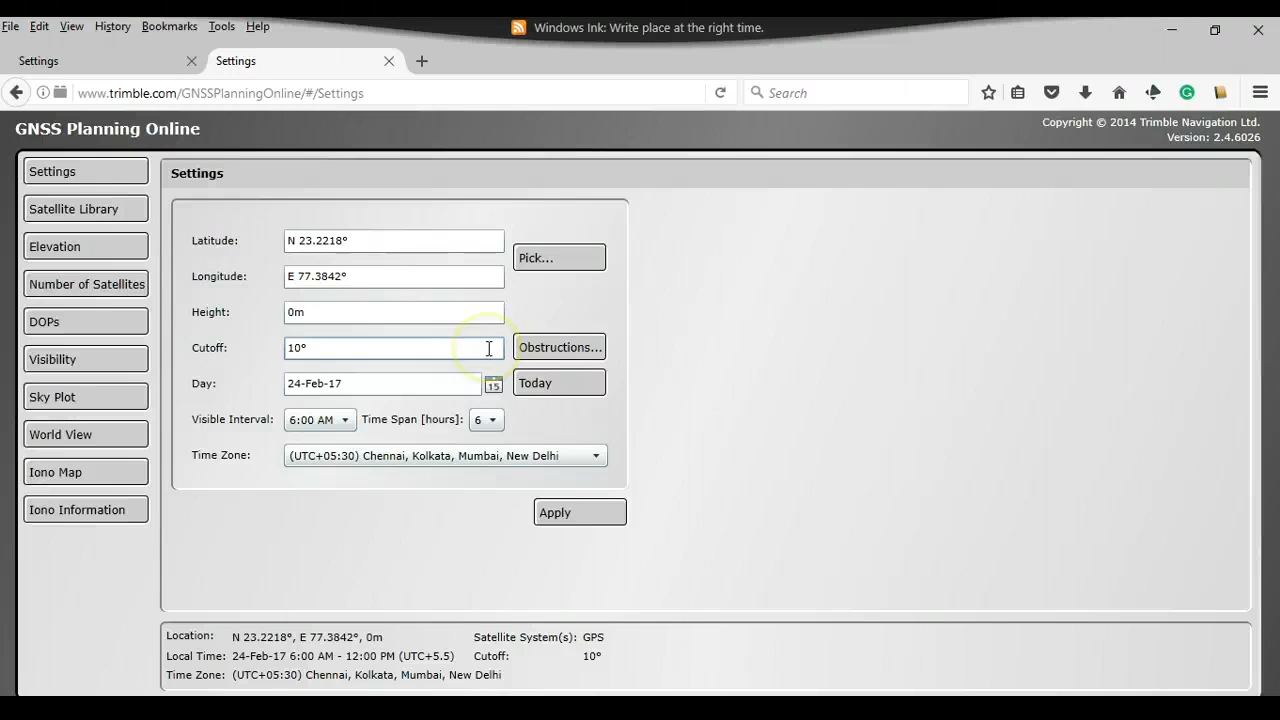 File Edit View History Bookmarks Tools Help
Windows Ink: Write place at the right time.
Settings Settings
www.trimble.com/GNSSPlanningOnline/#/Settings Search
GNSS Planning Online
Copyright © 2014 Trimble Navigation Ltd.
Version: 2.4.6026
Settings
Satellite Library
Elevation
Number of Satellites
DOPs
Visibility
Sky Plot
World View
Iono Map
Iono Information
Settings
Latitude: N 23.2218°
Pick...
Longitude: E 77.3842°
Height: 0m
Cutoff: 10° Obstructions...
Day: 24-Feb-17 15 Today
Visible Interval: 6:00 AM Time Span [hours]: 6
Time Zone: (UTC+05:30) Chennai, Kolkata, Mumbai, New Delhi
Apply
Location: N 23.2218°, E 77.3842°, 0m Satellite System(s): GPS
Local Time: 24-Feb-17 6:00 AM - 12:00 PM (UTC+5.5) Cutoff: 10°
Time Zone: (UTC+05:30) Chennai, Kolkata, Mumbai, New Delhi